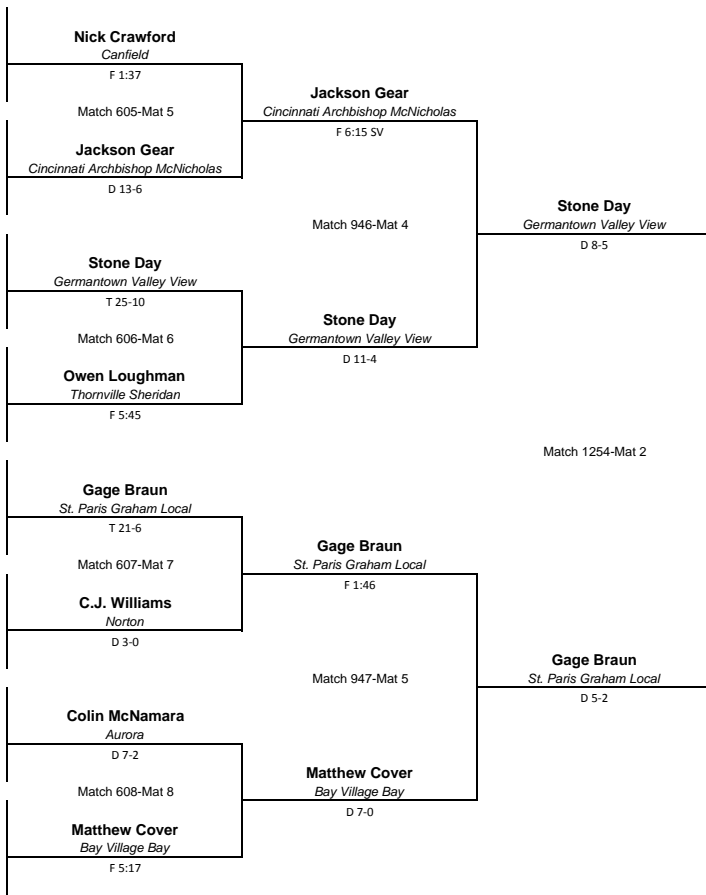 Nick Crawford
Canfield
F 1:37
Match 605-Mat 5
Jackson Gear
Cincinnati Archbishop McNicholas
D 13-6
Stone Day
Germantown Valley View
T 25-10
Match 606-Mat 6
Owen Loughman
Thornville Sheridan
F 5:45
Gage Braun
St. Paris Graham Local
T 21-6
Match 607-Mat 7
C.J. Williams
Norton
D 3-0
Colin McNamara
Aurora
D 7-2
Match 608-Mat 8
Matthew Cover
Bay Village Bay
F 5:17
Jackson Gear
Cincinnati Archbishop McNicholas
F 6:15 SV
Match 946-Mat 4
Stone Day
Germantown Valley View
D 11-4
Gage Braun
St. Paris Graham Local
F 1:46
Match 947-Mat 5
Matthew Cover
Bay Village Bay
D 7-0
Stone Day
Germantown Valley View
D 8-5
Match 1254-Mat 2
Gage Braun
St. Paris Graham Local
D 5-2